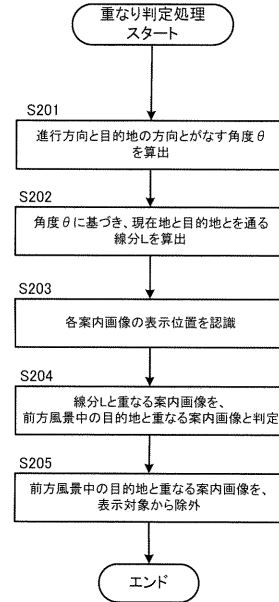 重なり判定処理
スタート
S201
進行方向と目的地の方向とがなす角度θ
を算出
S202
角度θに基づき、現在地と目的地とを通る
線分Lを算出
S203
各案内画像の表示位置を認識
S204
線分Lと重なる案内画像を、
前方風景中の目的地と重なる案内画像と判定
S205
前方風景中の目的地と重なる案内画像を、
表示対象から除外
エンド